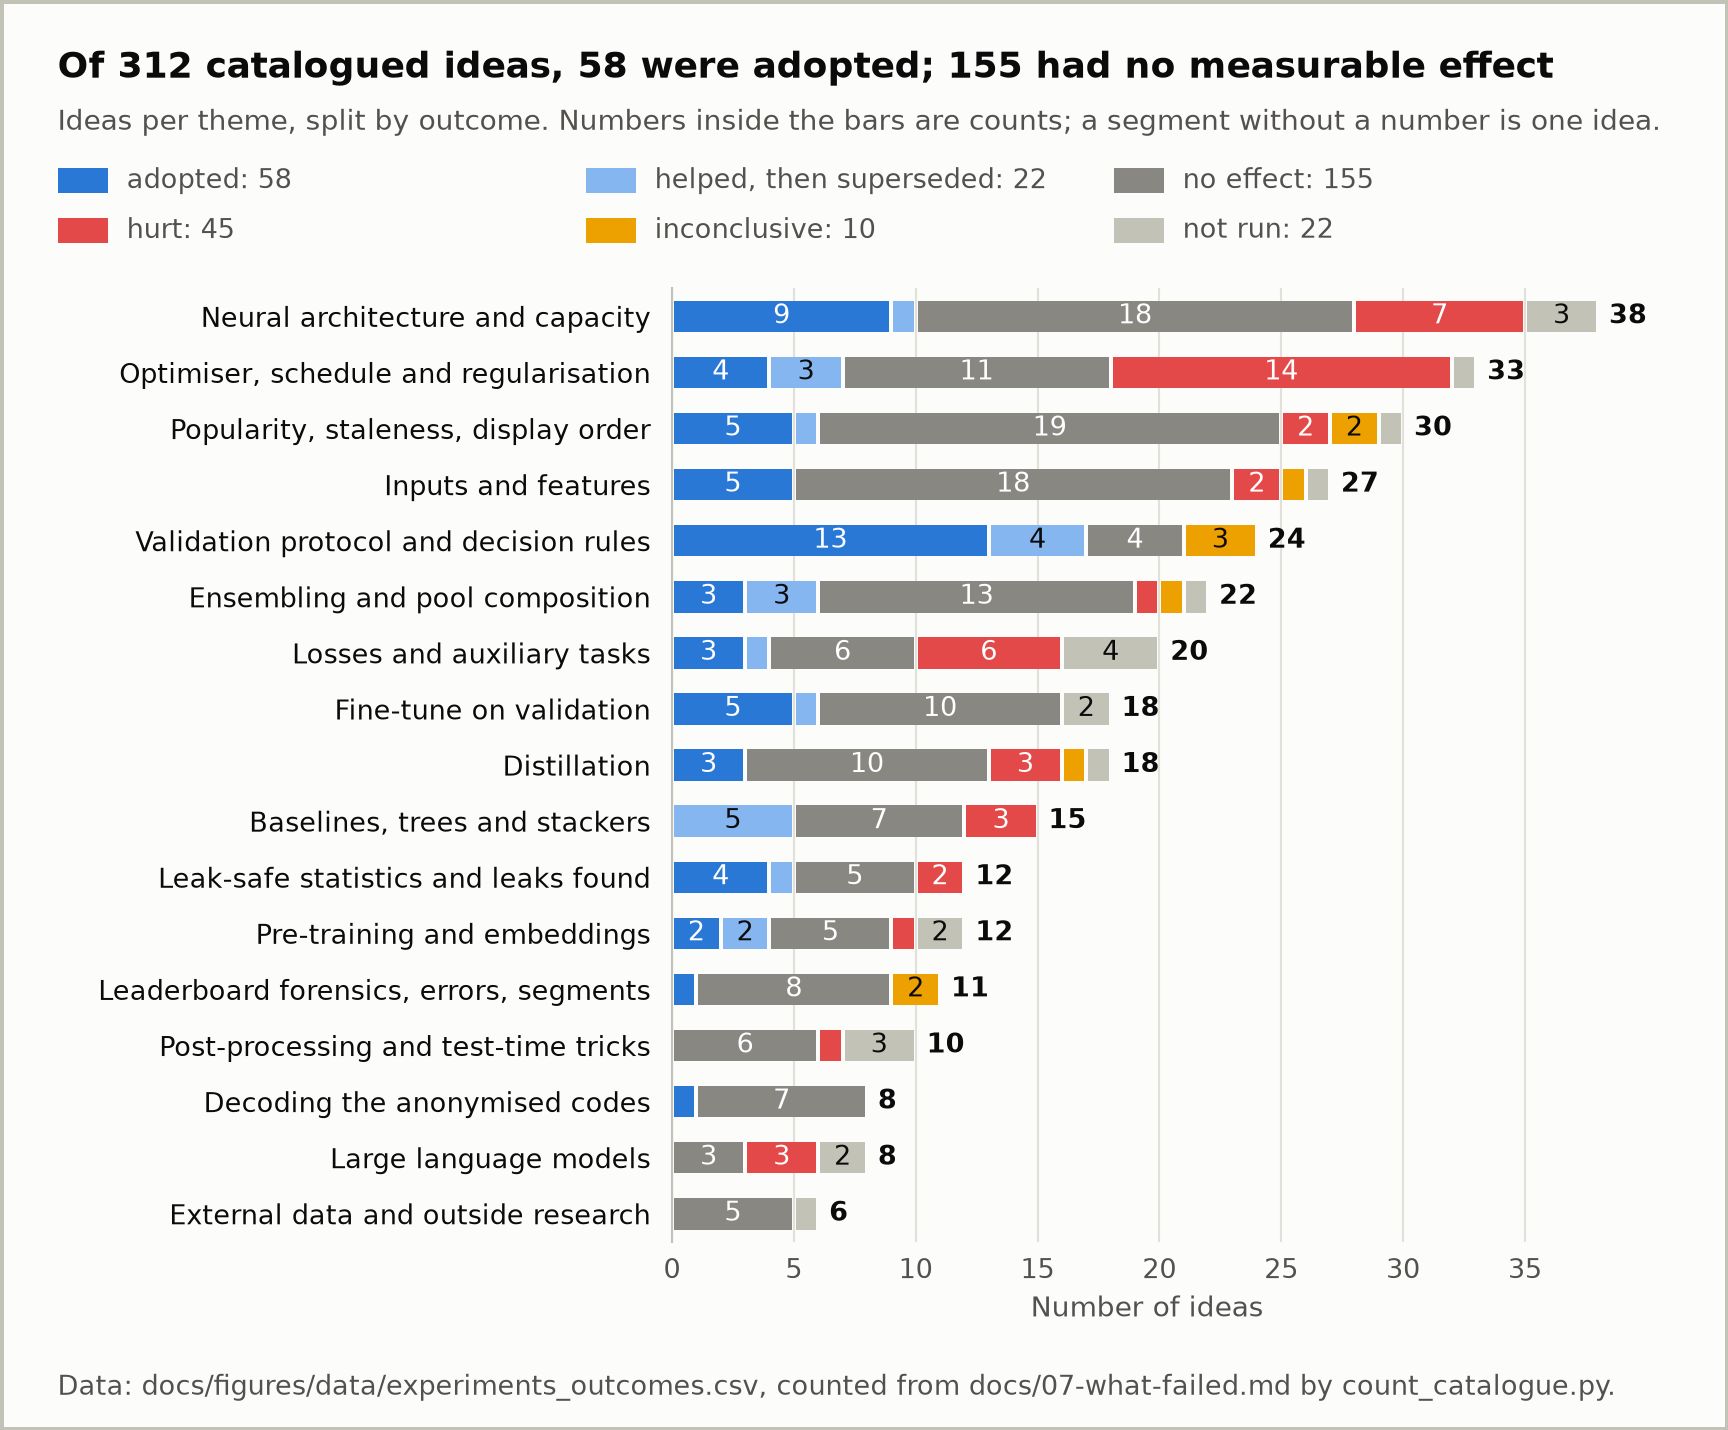 Of 312 catalogued ideas, 58 were adopted; 155 had no measurable effect
Ideas per theme, split by outcome. Numbers inside the bars are counts; a segment without a number is one idea.
adopted: 58
helped, then superseded: 22
no effect: 155
hurt: 45
inconclusive: 10
not run: 22
Neural architecture and capacity 9 18 7 3 38
Optimiser, schedule and regularisation 4 3 11 14 33
Popularity, staleness, display order 5 19 2 2 30
Inputs and features 5 18 2 27
Validation protocol and decision rules 13 4 4 3 24
Ensembling and pool composition 3 3 13 22
Losses and auxiliary tasks 3 6 6 4 20
Fine-tune on validation 5 10 2 18
Distillation 3 10 3 18
Baselines, trees and stackers 5 7 3 15
Leak-safe statistics and leaks found 4 5 2 12
Pre-training and embeddings 2 2 5 2 12
Leaderboard forensics, errors, segments 8 2 11
Post-processing and test-time tricks 6 3 10
Decoding the anonymised codes 7 8
Large language models 3 3 2 8
External data and outside research 5 6
0 5 10 15 20 25 30 35
Number of ideas
Data: docs/figures/data/experiments_outcomes.csv, counted from docs/07-what-failed.md by count_catalogue.py.